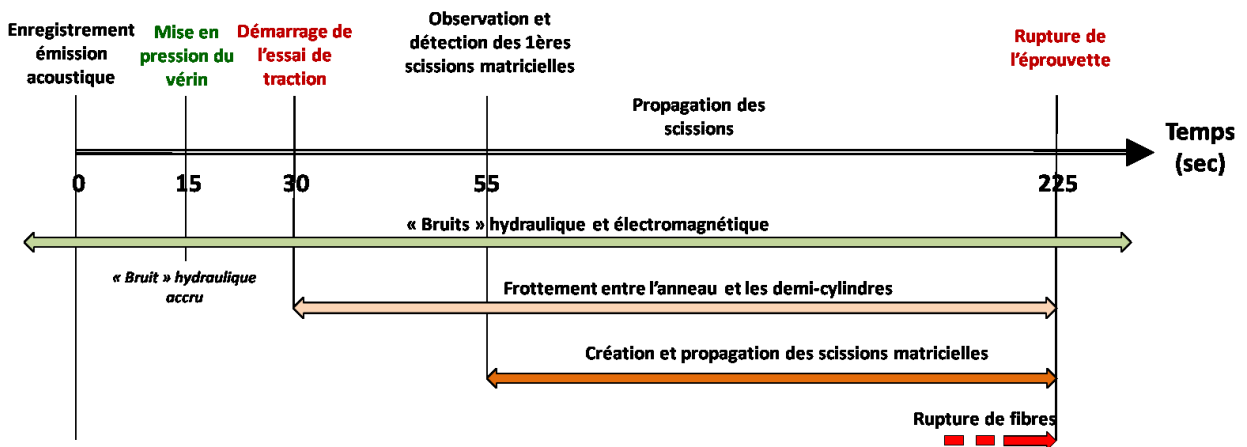 Enregistrement
émission
acoustique
Mise en
pression du
vérin
Démarrage de
l'essai de
traction
Observation et
détection des 1ères
scissions matricielles
Rupture de
l'éprouvette
Propagation des
scissions
Temps
(sec)
0
15
30
55
225
« Bruits » hydraulique et électromagnétique
« Bruit » hydraulique
accru
Frottement entre l'anneau et les demi-cylindres
Création et propagation des scissions matricielles
Rupture de fibres